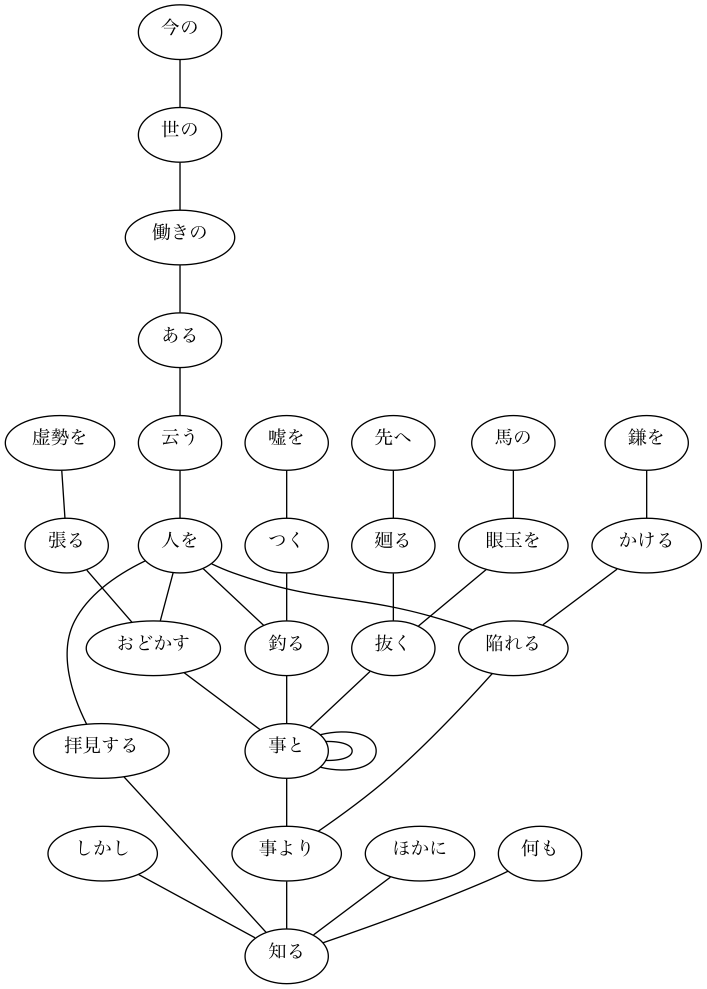 今の
世の
働きの
ある
虚勢を 云う 嘘を 先へ 馬の 鎌を
張る 人を つく 廻る 眼玉を かける
おどかす 釣る 抜く 陥れる
拝見する 事と
しかし 事より ほかに 何も
知る